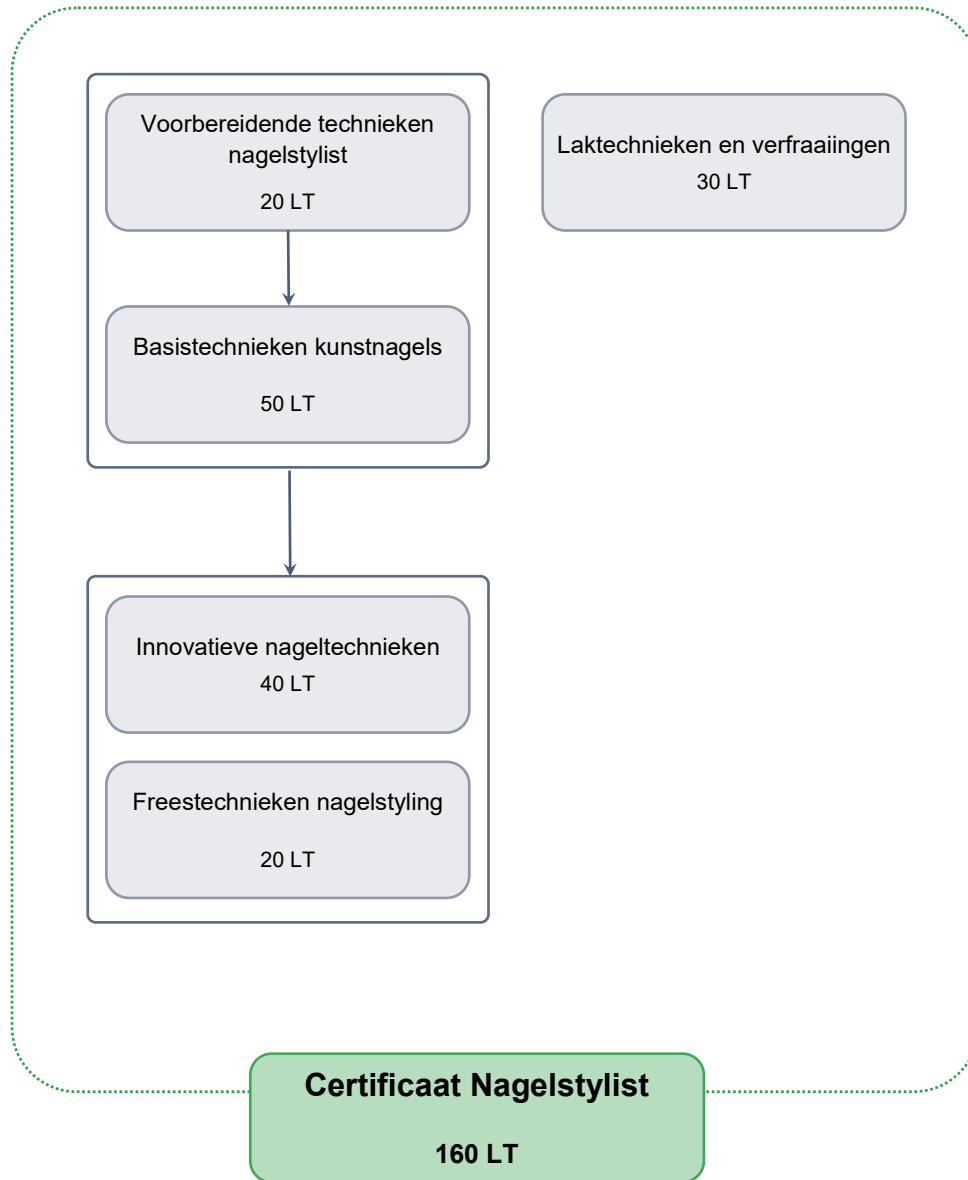 Voorbereidende technieken
nagelstylist
20 LT
Laktechnieken en verfraaiingen
30 LT
Basistechnieken kunstnagels
50 LT
Innovatieve nageltechnieken
40 LT
Freestechnieken nagelstyling
20 LT
Certificaat Nagelstylist
160 LT